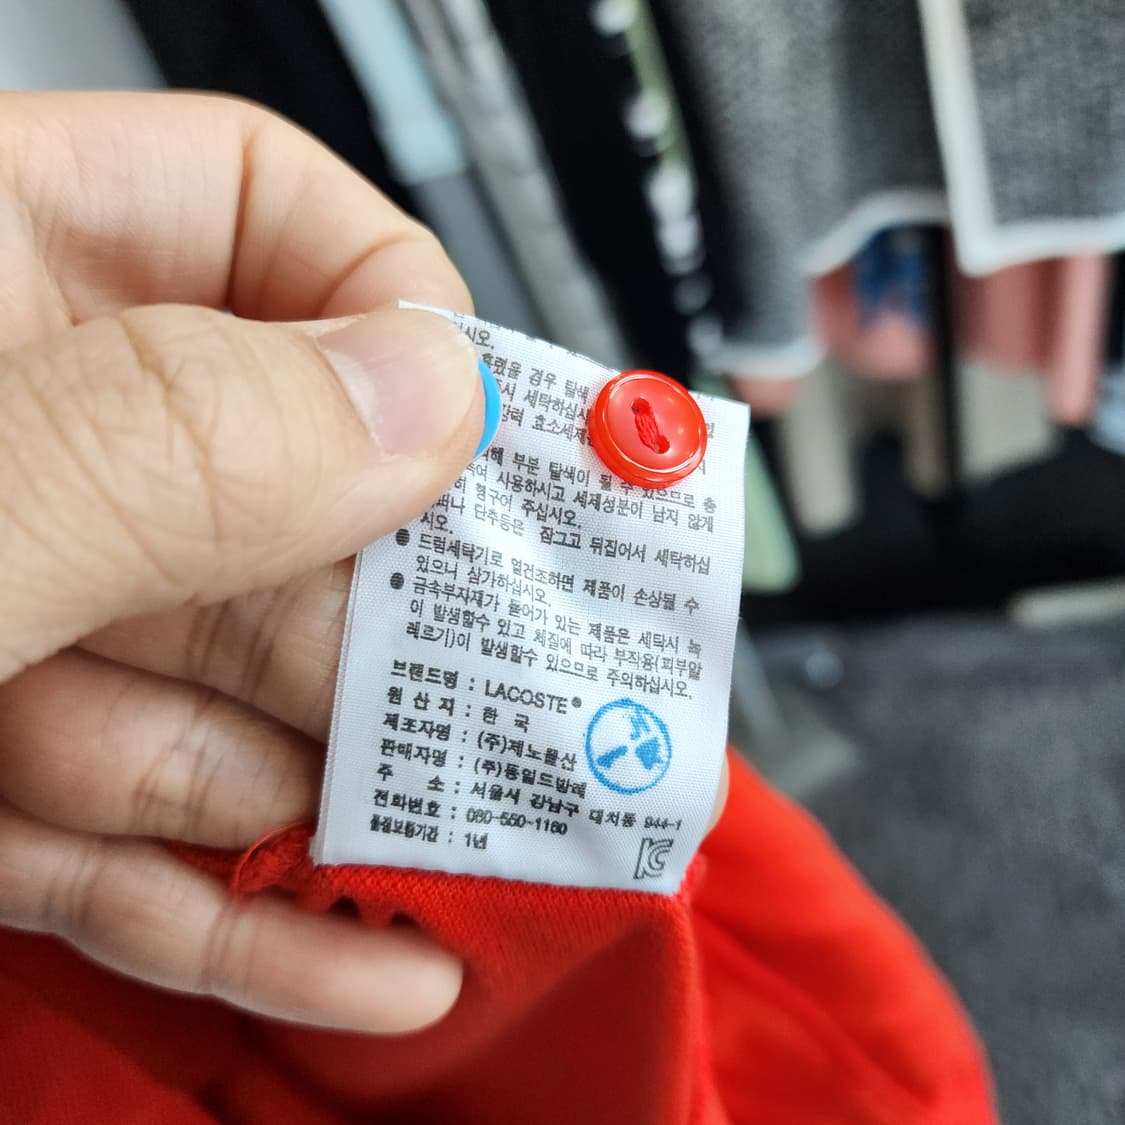 십시오.
흘렸을 경우 탈색
즉시 세탁하십시
효소세제
해 부분 탈색이 될 수 있으므로 충
사용하시고 세제성분이 남지 않게
헹구어 주십시오.
지퍼나 단추등은 잠그고 뒤집어서 세탁하십
시오.
● 드럼세탁기로 열건조하면 제품이 손상될 수
있으니 삼가하십시오.
● 금속부자재가 들어가 있는 제품은 세탁시 녹
이 발생할수 있고 체질에 따라 부작용(피부알
레르기)이 발생할수 있으므로 주의하십시오.
브랜드명 : LACOSTE®
원 산 지 : 한 국
제조자명 : (주)제노물산
판매자명 : (주)동일드방레
주 소 : 서울시 강남구 대치동 944-1
전화번호 : 080-550-1160
품질보증기간 : 1년